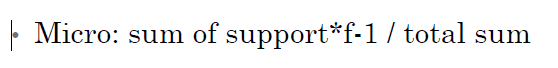 • Micro: sum of support*f-1 / total sum